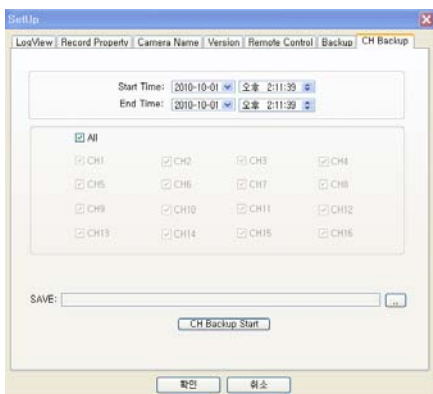 SetUp
LogView Record Property Camera Name Version Remote Control Backup CH Backup
Start Time: 2010-10-01 오후 2:11:39
End Time: 2010-10-01 오후 2:11:39
All
CH1 CH2 CH3 CH4
CH5 CH6 CH7 CH8
CH9 CH10 CH11 CH12
CH13 CH14 CH15 CH16
SAVE: ..
CH Backup Start
확인 취소